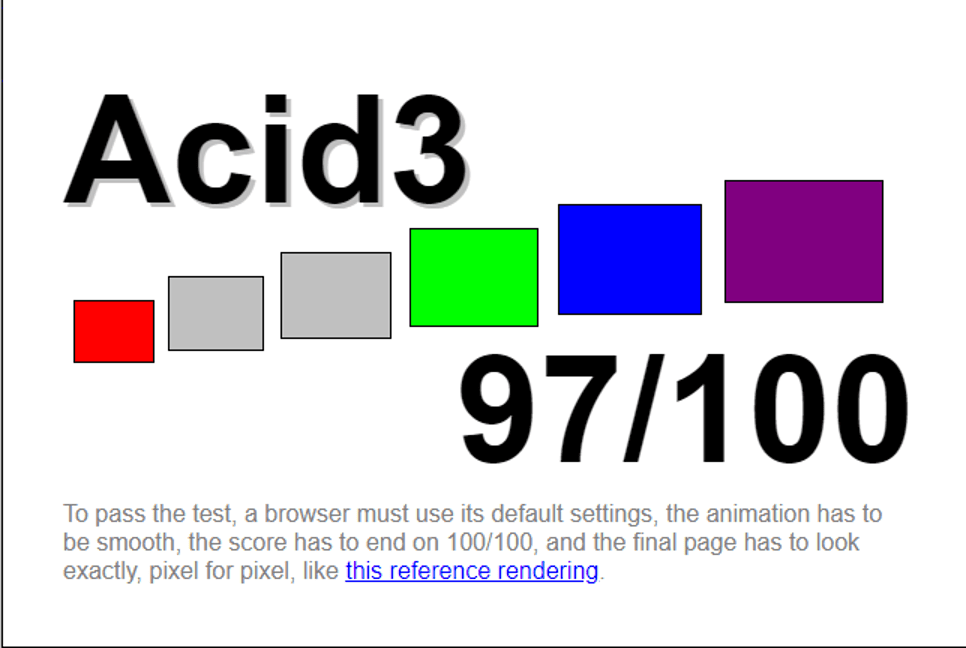 Acid3
97/100
To pass the test, a browser must use its default settings, the animation has to
be smooth, the score has to end on 100/100, and the final page has to look
exactly, pixel for pixel, like this reference rendering.